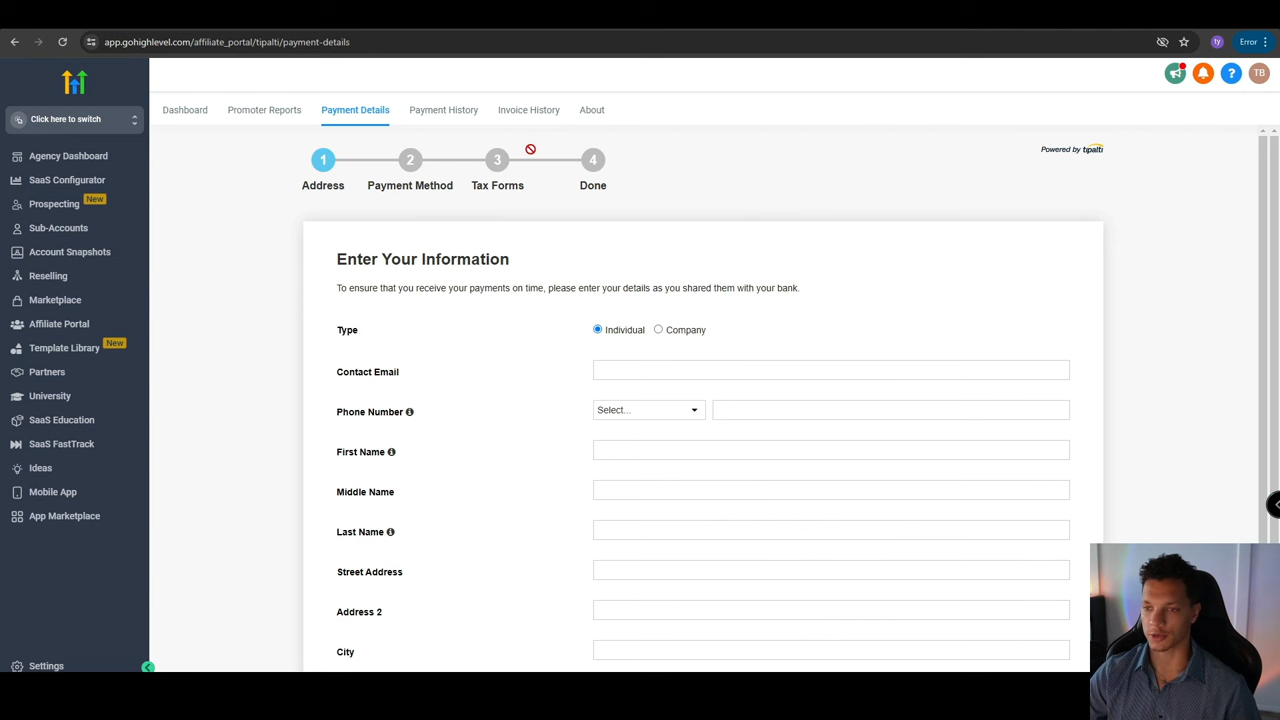 app.gohighlevel.com/affiliate_portal/tipalti/payment-details
ty
Error
TB
Click here to switch
Dashboard
Promoter Reports
Payment Details
Payment History
Invoice History
About
Agency Dashboard
SaaS Configurator
Prospecting
New
Sub-Accounts
Account Snapshots
Reselling
Marketplace
Affiliate Portal
Template Library
New
Partners
University
SaaS Education
SaaS FastTrack
Ideas
Mobile App
App Marketplace
Settings
1
2
3
4
Address
Payment Method
Tax Forms
Done
Powered by tipalti
Enter Your Information
To ensure that you receive your payments on time, please enter your details as you shared them with your bank.
Type
Individual
Company
Contact Email
Phone Number
Select...
First Name
Middle Name
Last Name
Street Address
Address 2
City